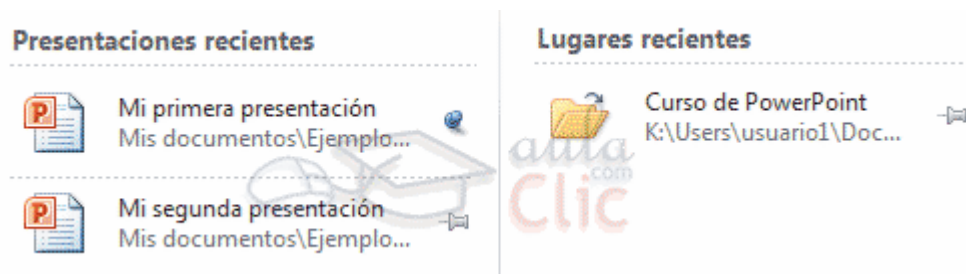 Presentaciones recientes
Mi primera presentación
Mis documentos\Ejemplo...
Mi segunda presentación
Mis documentos\Ejemplo...
Lugares recientes
Curso de PowerPoint
K:\Users\usuario1\Doc...
aula
.com
Clic